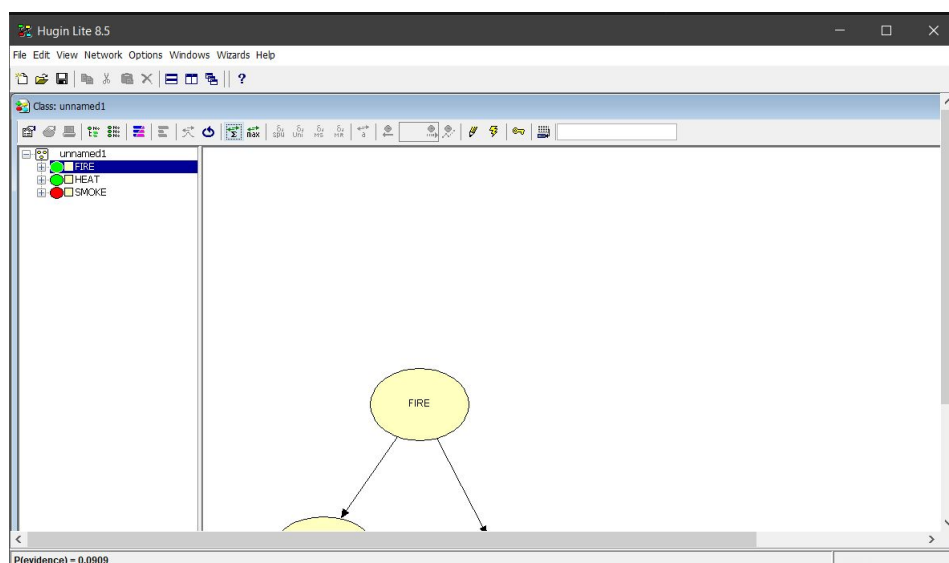 Hugin Lite 8.5
File Edit View Network Options Windows Wizards Help
?
Class: unnamed1
Σ max
unnamed1
FIRE
HEAT
SMOKE
FIRE
P(evidence) = 0.0909